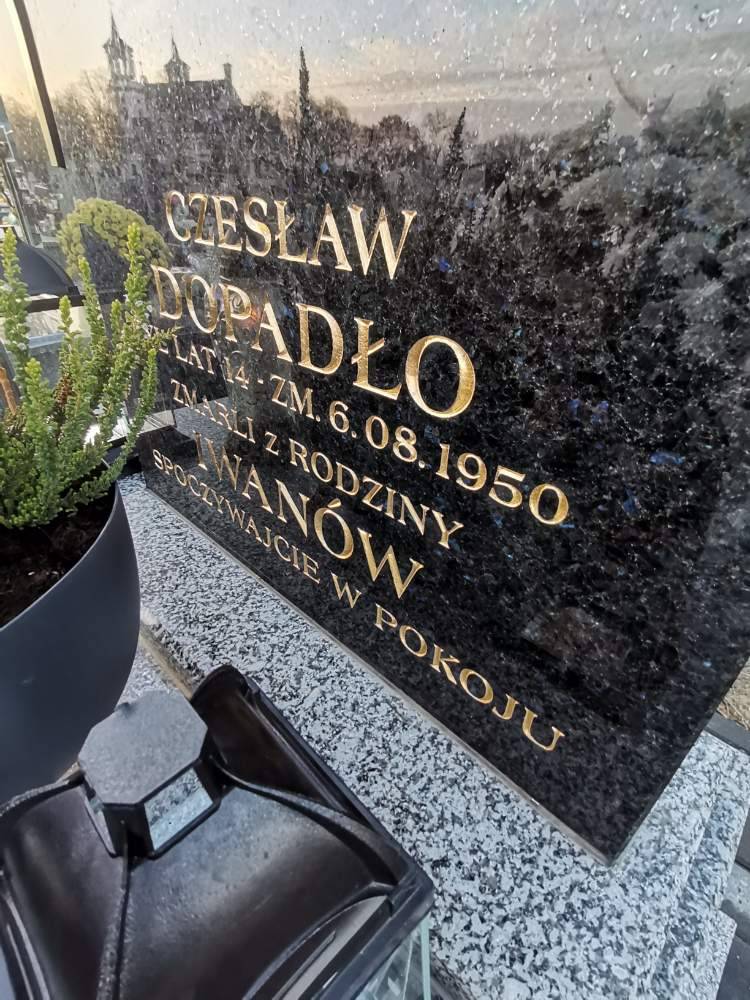 CZESŁAW
DOPADŁO
LAT 14 - ZM. 6.08.1950
ZMARLI Z RODZINY
IWANÓW
SPOCZYWAJCIE W POKOJU